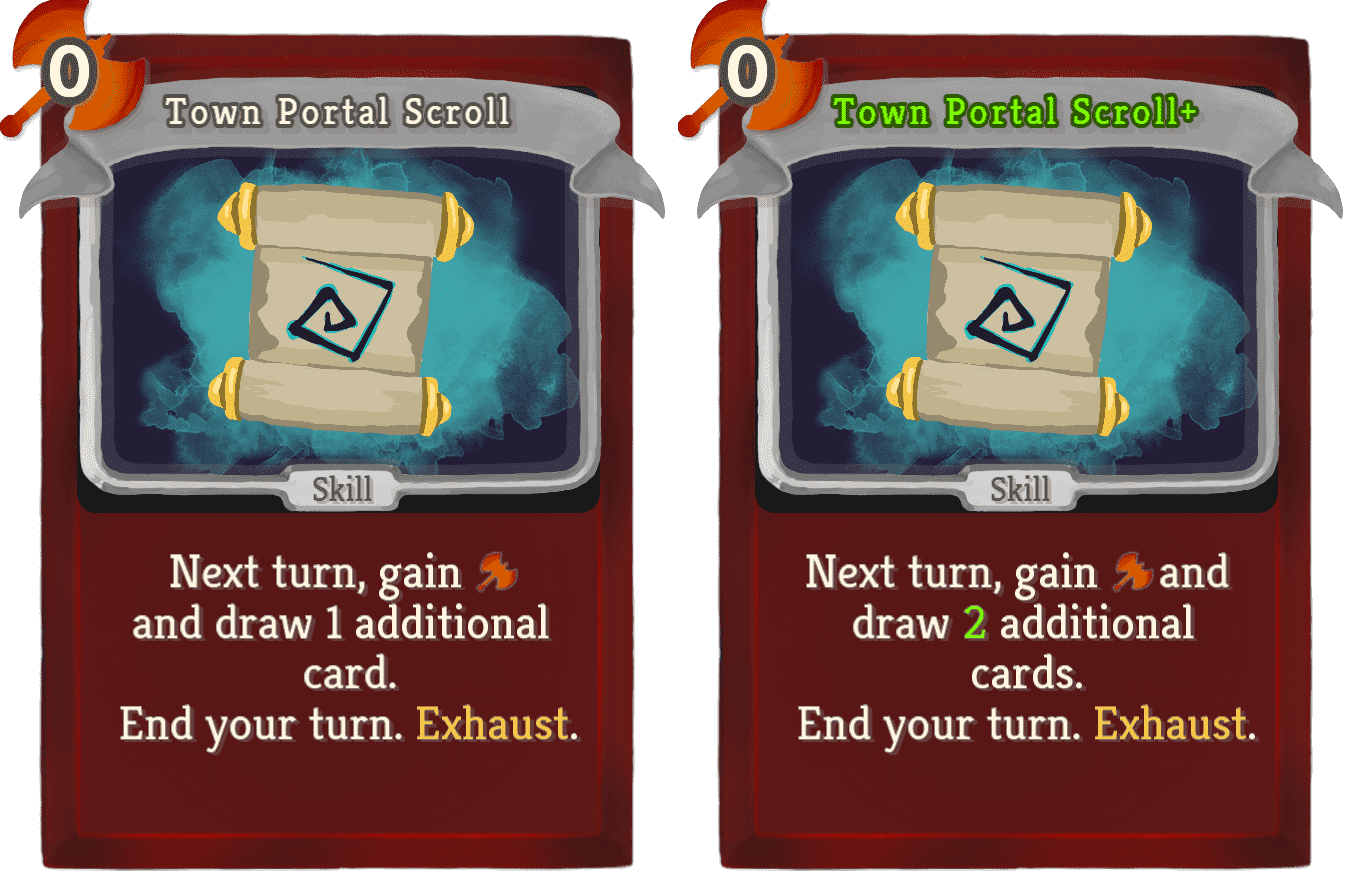 0
Town Portal Scroll
Skill
Next turn, gain
and draw 1 additional
card.
End your turn. Exhaust.
0
Town Portal Scroll+
Skill
Next turn, gain and
draw 2 additional
cards.
End your turn. Exhaust.